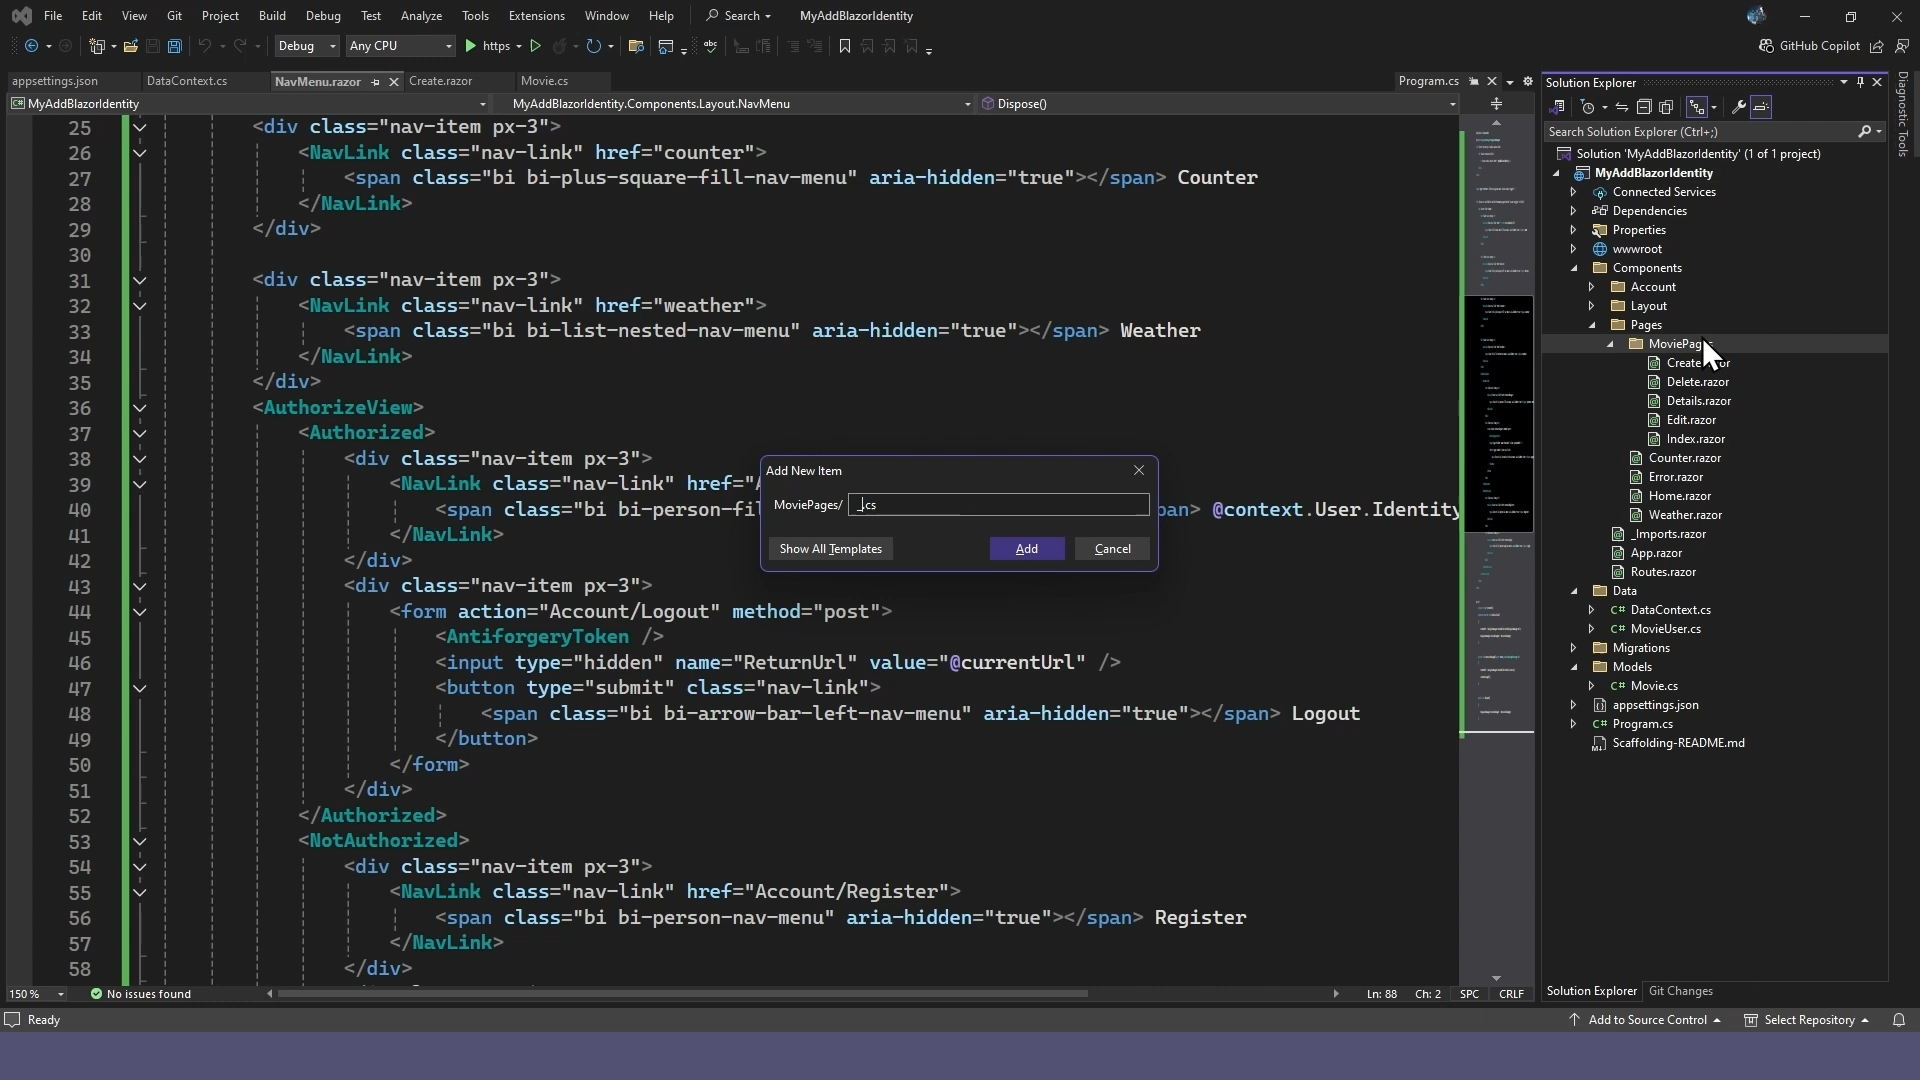 File Edit View Git Project Build Debug Test Analyze Tools Extensions Window Help Search MyAddBlazorIdentity
Debug Any CPU https GitHub Copilot
appsettings.json DataContext.cs NavMenu.razor Create.razor Movie.cs Program.cs
MyAddBlazorIdentity MyAddBlazorIdentity.Components.Layout.NavMenu Dispose()
25 <div class="nav-item px-3">
26 <NavLink class="nav-link" href="counter">
27 <span class="bi bi-plus-square-fill-nav-menu" aria-hidden="true"></span> Counter
28 </NavLink>
29 </div>
30
31 <div class="nav-item px-3">
32 <NavLink class="nav-link" href="weather">
33 <span class="bi bi-list-nested-nav-menu" aria-hidden="true"></span> Weather
34 </NavLink>
35 </div>
36 <AuthorizeView>
37 <Authorized>
38 <div class="nav-item px-3">
39 <NavLink class="nav-link" href="
40 <span class="bi bi-person-fi pan> @context.User.Identity
41 </NavLink>
42 </div>
43 <div class="nav-item px-3">
44 <form action="Account/Logout" method="post">
45 <AntiforgeryToken />
46 <input type="hidden" name="ReturnUrl" value="@currentUrl" />
47 <button type="submit" class="nav-link">
48 <span class="bi bi-arrow-bar-left-nav-menu" aria-hidden="true"></span> Logout
49 </button>
50 </form>
51 </div>
52 </Authorized>
53 <NotAuthorized>
54 <div class="nav-item px-3">
55 <NavLink class="nav-link" href="Account/Register">
56 <span class="bi bi-person-nav-menu" aria-hidden="true"></span> Register
57 </NavLink>
58 </div>
Add New Item
MoviePages/ _.cs
Show All Templates Add Cancel
150 % No issues found Ln: 88 Ch: 2 SPC CRLF
Solution Explorer
Search Solution Explorer (Ctrl+;)
Solution 'MyAddBlazorIdentity' (1 of 1 project)
MyAddBlazorIdentity
Connected Services
Dependencies
Properties
wwwroot
Components
Account
Layout
Pages
MoviePag
Create
Delete.razor
Details.razor
Edit.razor
Index.razor
Counter.razor
Error.razor
Home.razor
Weather.razor
_Imports.razor
App.razor
Routes.razor
Data
C# DataContext.cs
C# MovieUser.cs
Migrations
Models
C# Movie.cs
appsettings.json
C# Program.cs
Scaffolding-README.md
Solution Explorer Git Changes
Diagnostic Tools
Ready Add to Source Control Select Repository